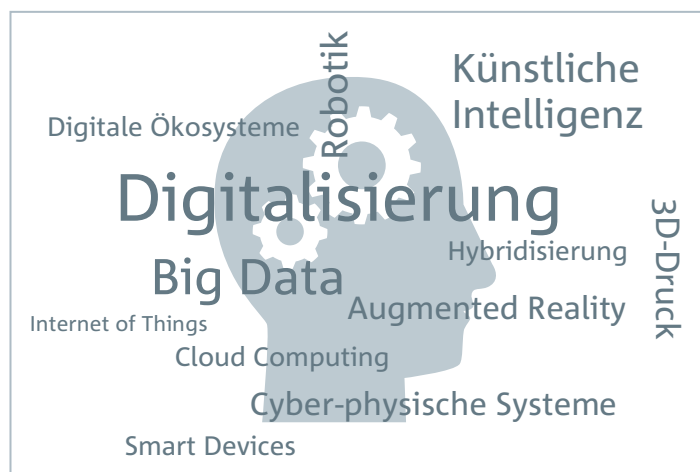 Robotik
Künstliche
Intelligenz
Digitale Ökosysteme
Digitalisierung
3D-Druck
Hybridisierung
Big Data
Augmented Reality
Internet of Things
Cloud Computing
Cyber-physische Systeme
Smart Devices